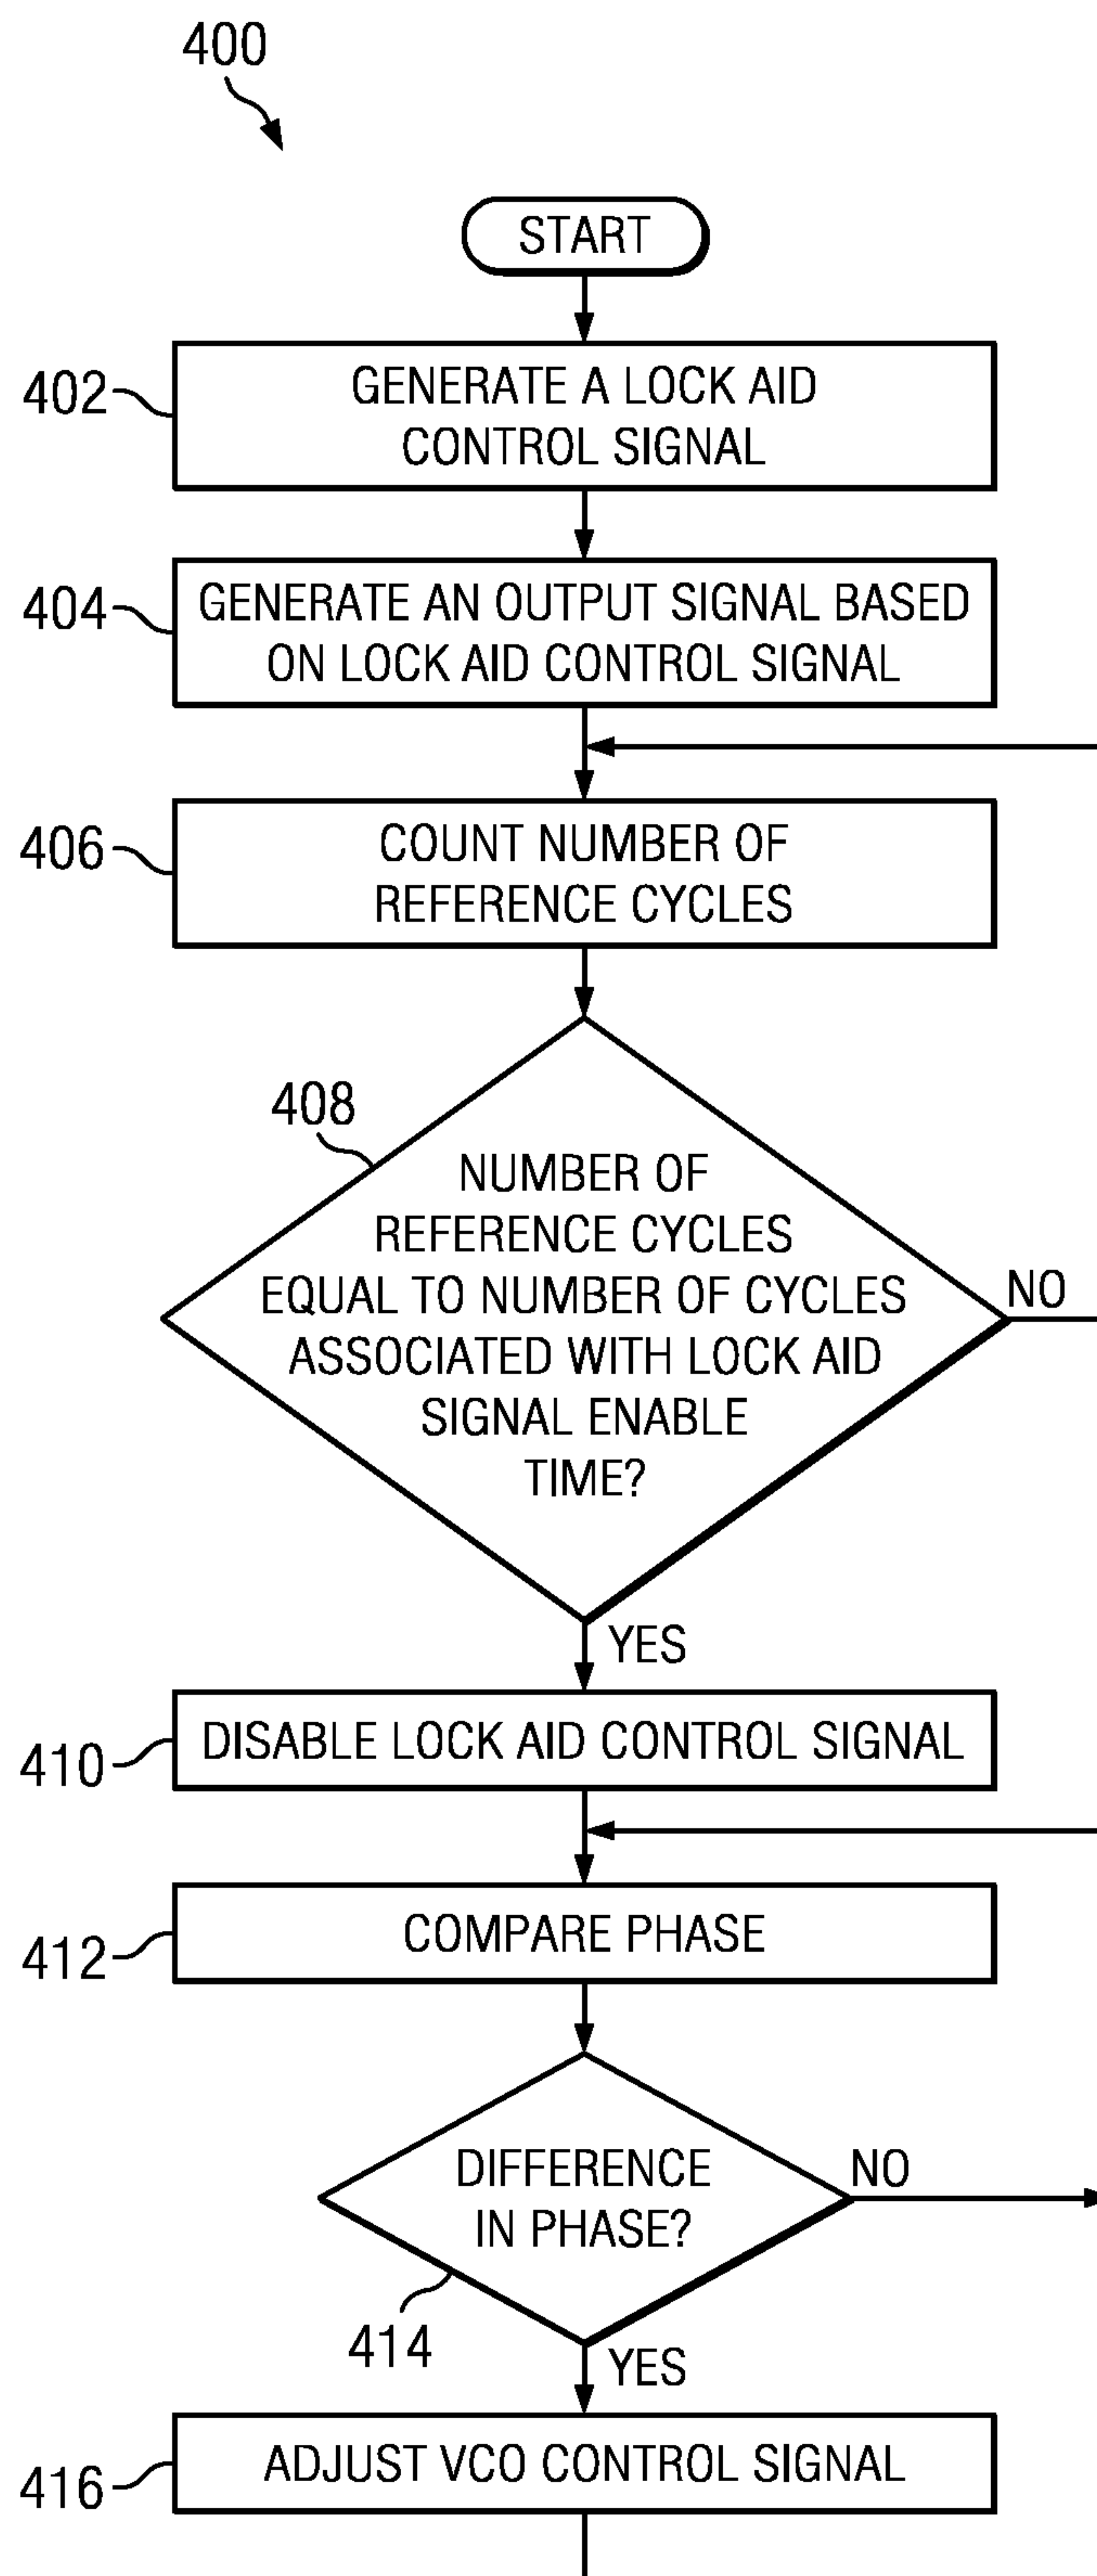 400
START
402
GENERATE A LOCK AID
CONTROL SIGNAL
404
GENERATE AN OUTPUT SIGNAL BASED
ON LOCK AID CONTROL SIGNAL
406
COUNT NUMBER OF
REFERENCE CYCLES
408
NUMBER OF
REFERENCE CYCLES
EQUAL TO NUMBER OF CYCLES
ASSOCIATED WITH LOCK AID
SIGNAL ENABLE
TIME?
NO
YES
410
DISABLE LOCK AID CONTROL SIGNAL
412
COMPARE PHASE
DIFFERENCE
IN PHASE?
NO
414
YES
416
ADJUST VCO CONTROL SIGNAL